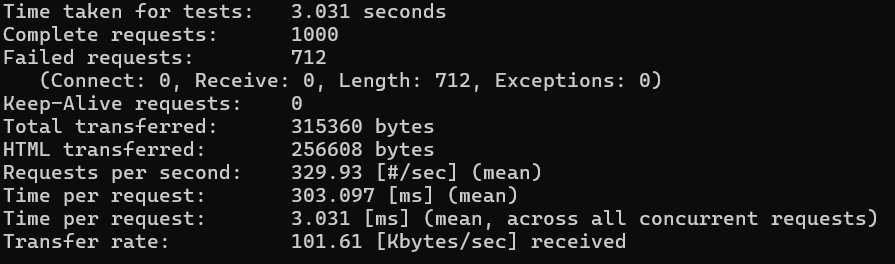 Time taken for tests:   3.031 seconds
Complete requests:      1000
Failed requests:        712
   (Connect: 0, Receive: 0, Length: 712, Exceptions: 0)
Keep-Alive requests:    0
Total transferred:      315360 bytes
HTML transferred:       256608 bytes
Requests per second:    329.93 [#/sec] (mean)
Time per request:       303.097 [ms] (mean)
Time per request:       3.031 [ms] (mean, across all concurrent requests)
Transfer rate:          101.61 [Kbytes/sec] received